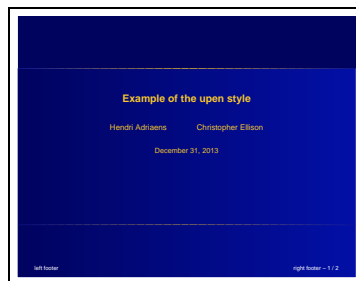 Example of the upen style
Hendri Adriaens Christopher Ellison
December 31, 2013
left footer right footer – 1 / 2